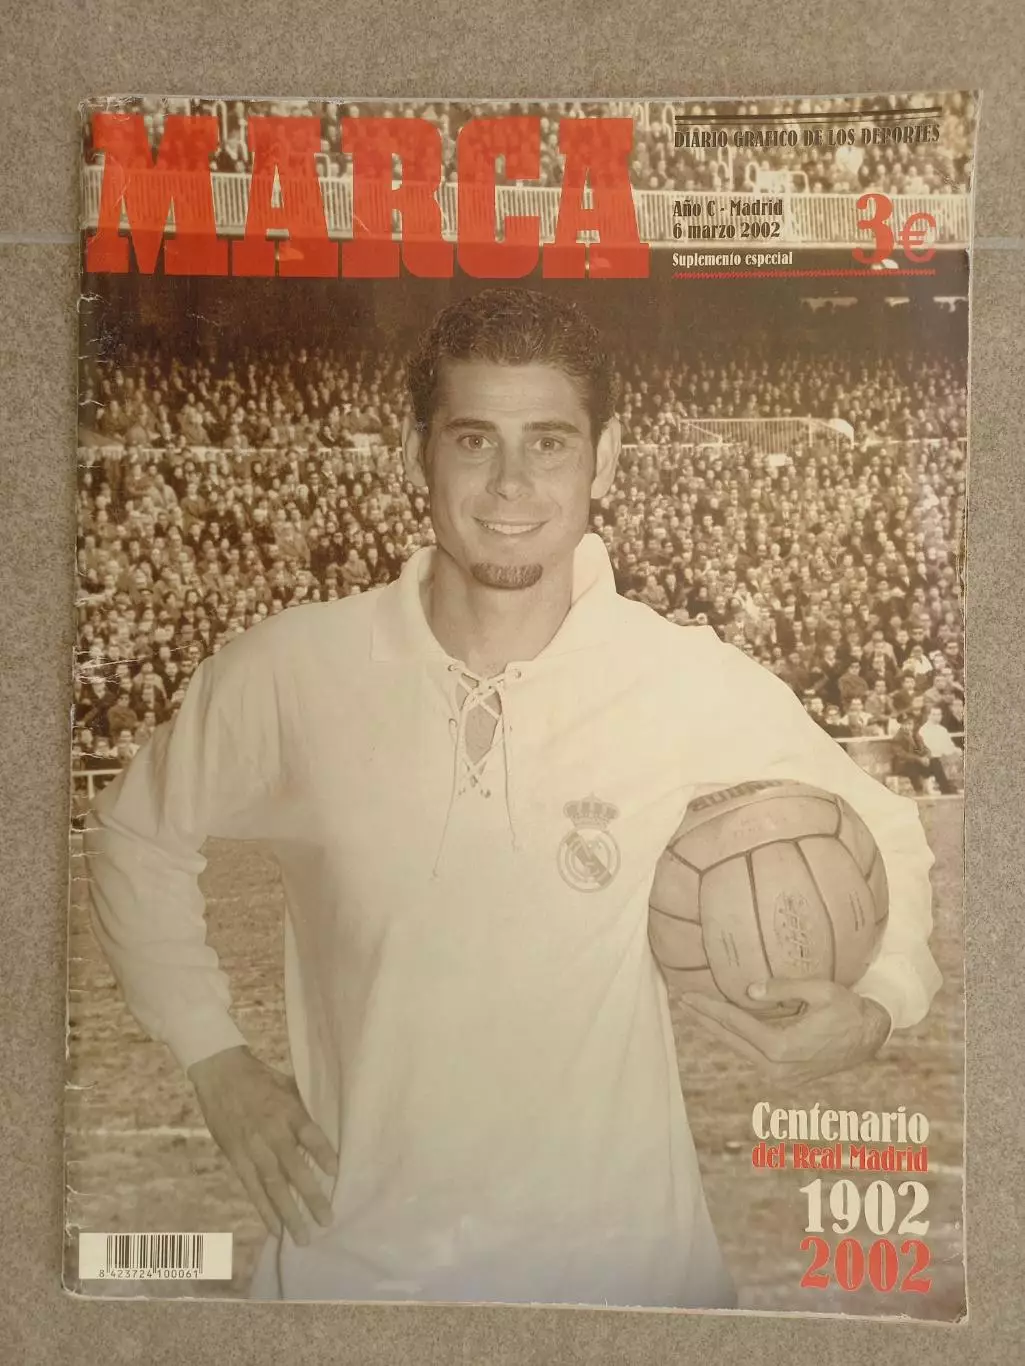 MARCA
DIARIO GRAFICO DE LOS DEPORTES
Año C - Madrid
6 marzo 2002
3€
Suplemento especial
Centenario
del Real Madrid
1902
2002
8 423724 100061